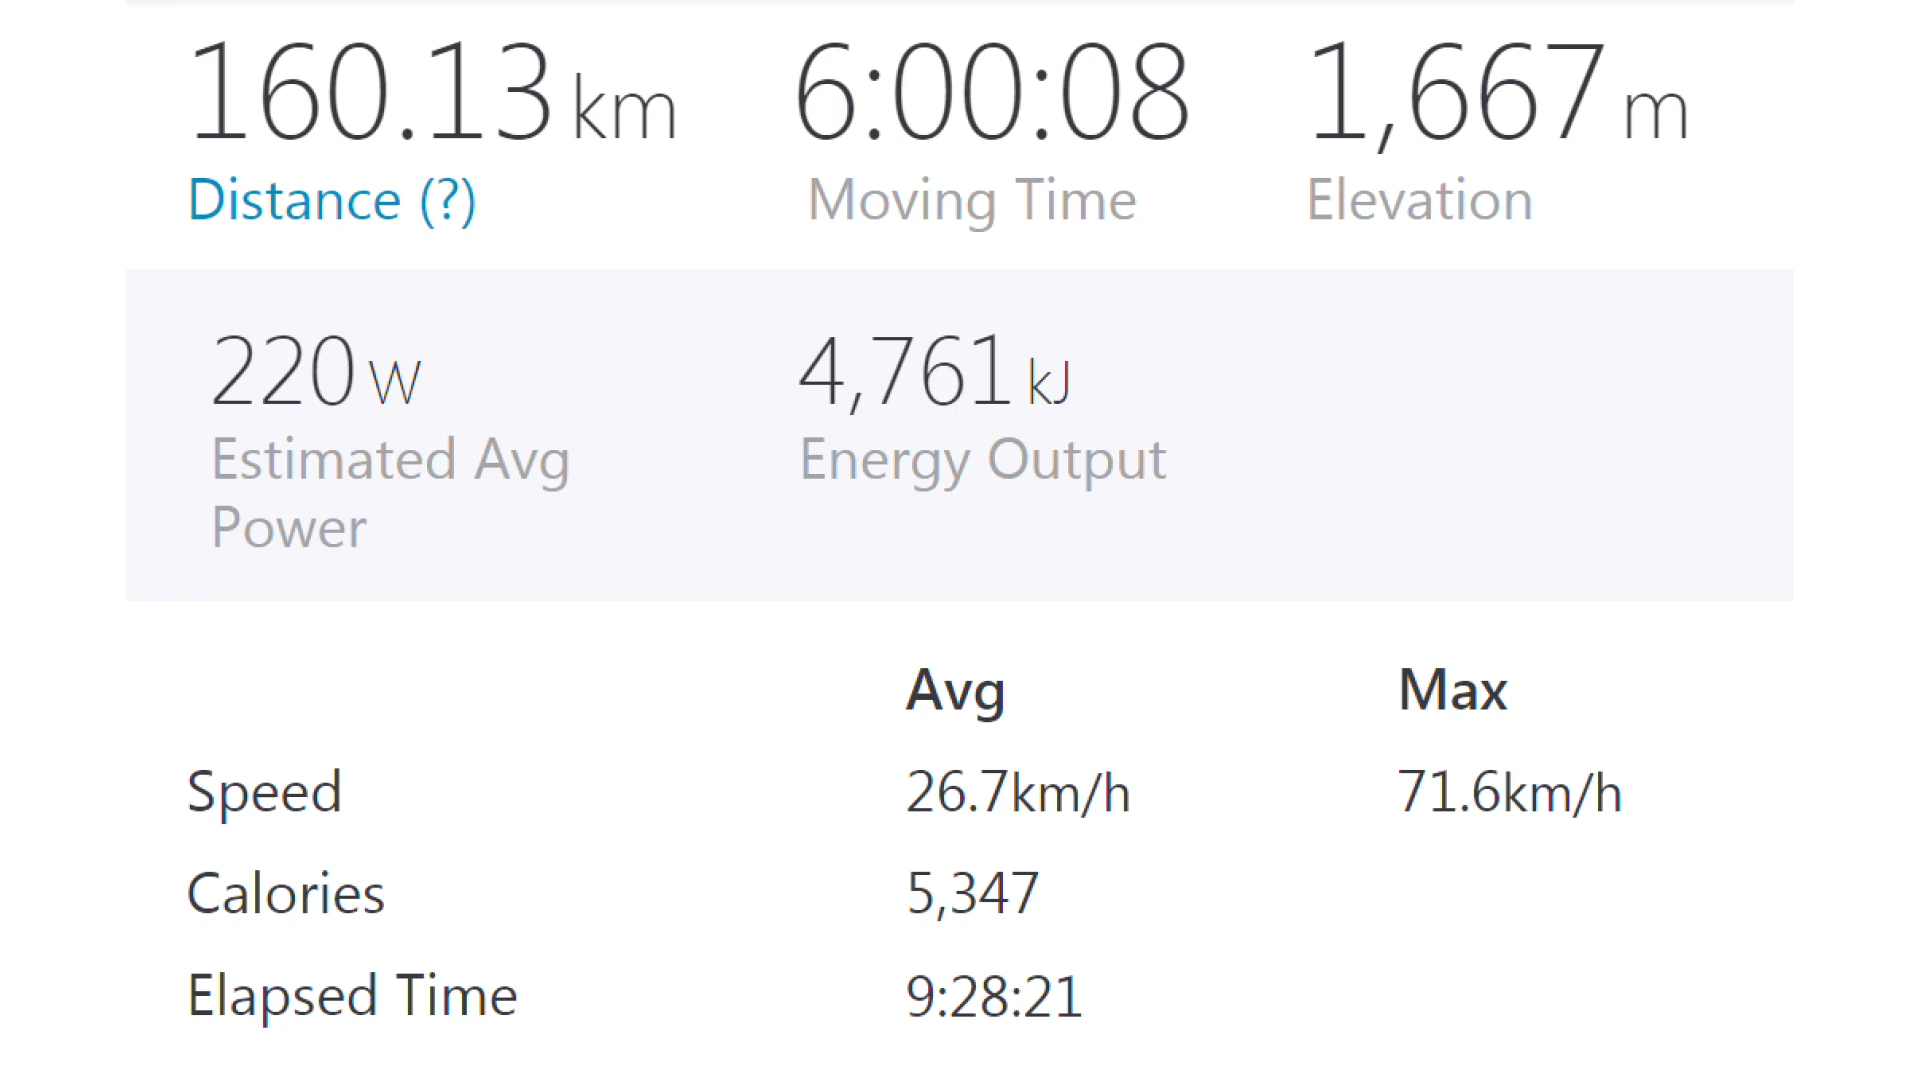 160.13 km 6:00:08 1,667 m
Distance (?) Moving Time Elevation
220 W 4,761 kJ
Estimated Avg Energy Output
Power
Avg Max
Speed 26.7km/h 71.6km/h
Calories 5,347
Elapsed Time 9:28:21